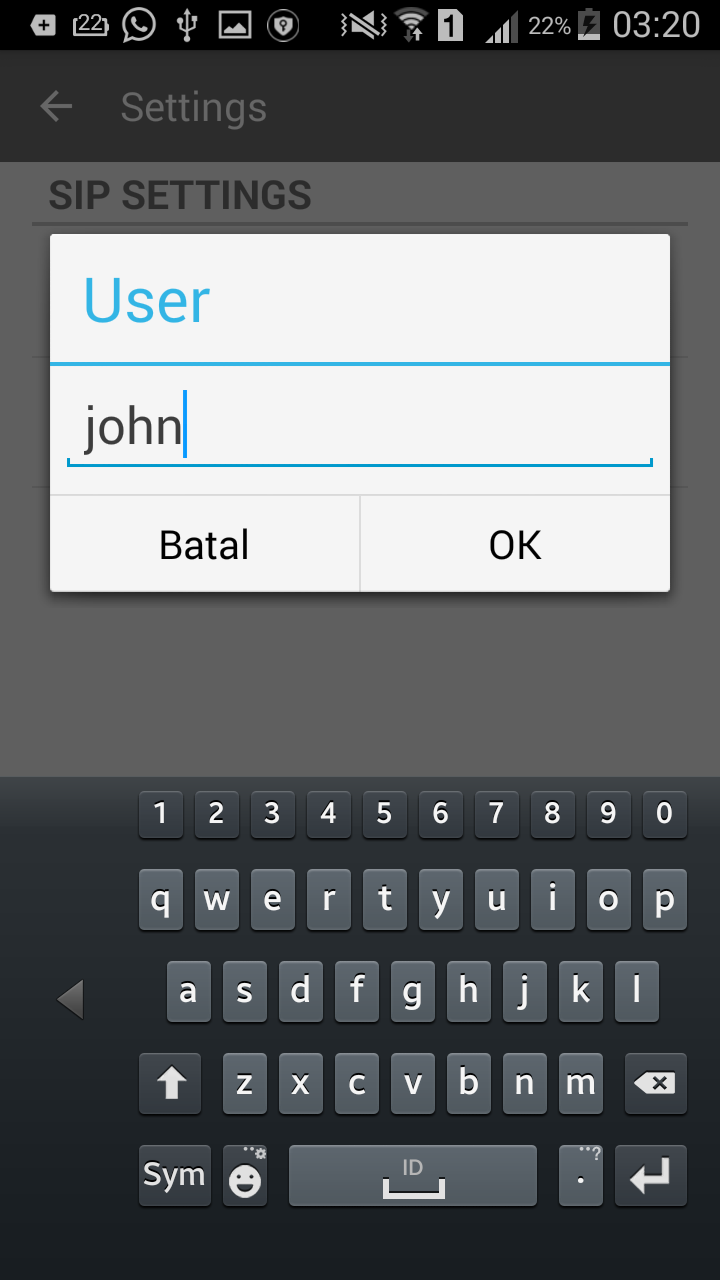 22 1 22% 03:20
Settings
SIP SETTINGS
User
john
Batal OK
1 2 3 4 5 6 7 8 9 0
q w e r t y u i o p
a s d f g h j k l
z x c v b n m
Sym ID . ?